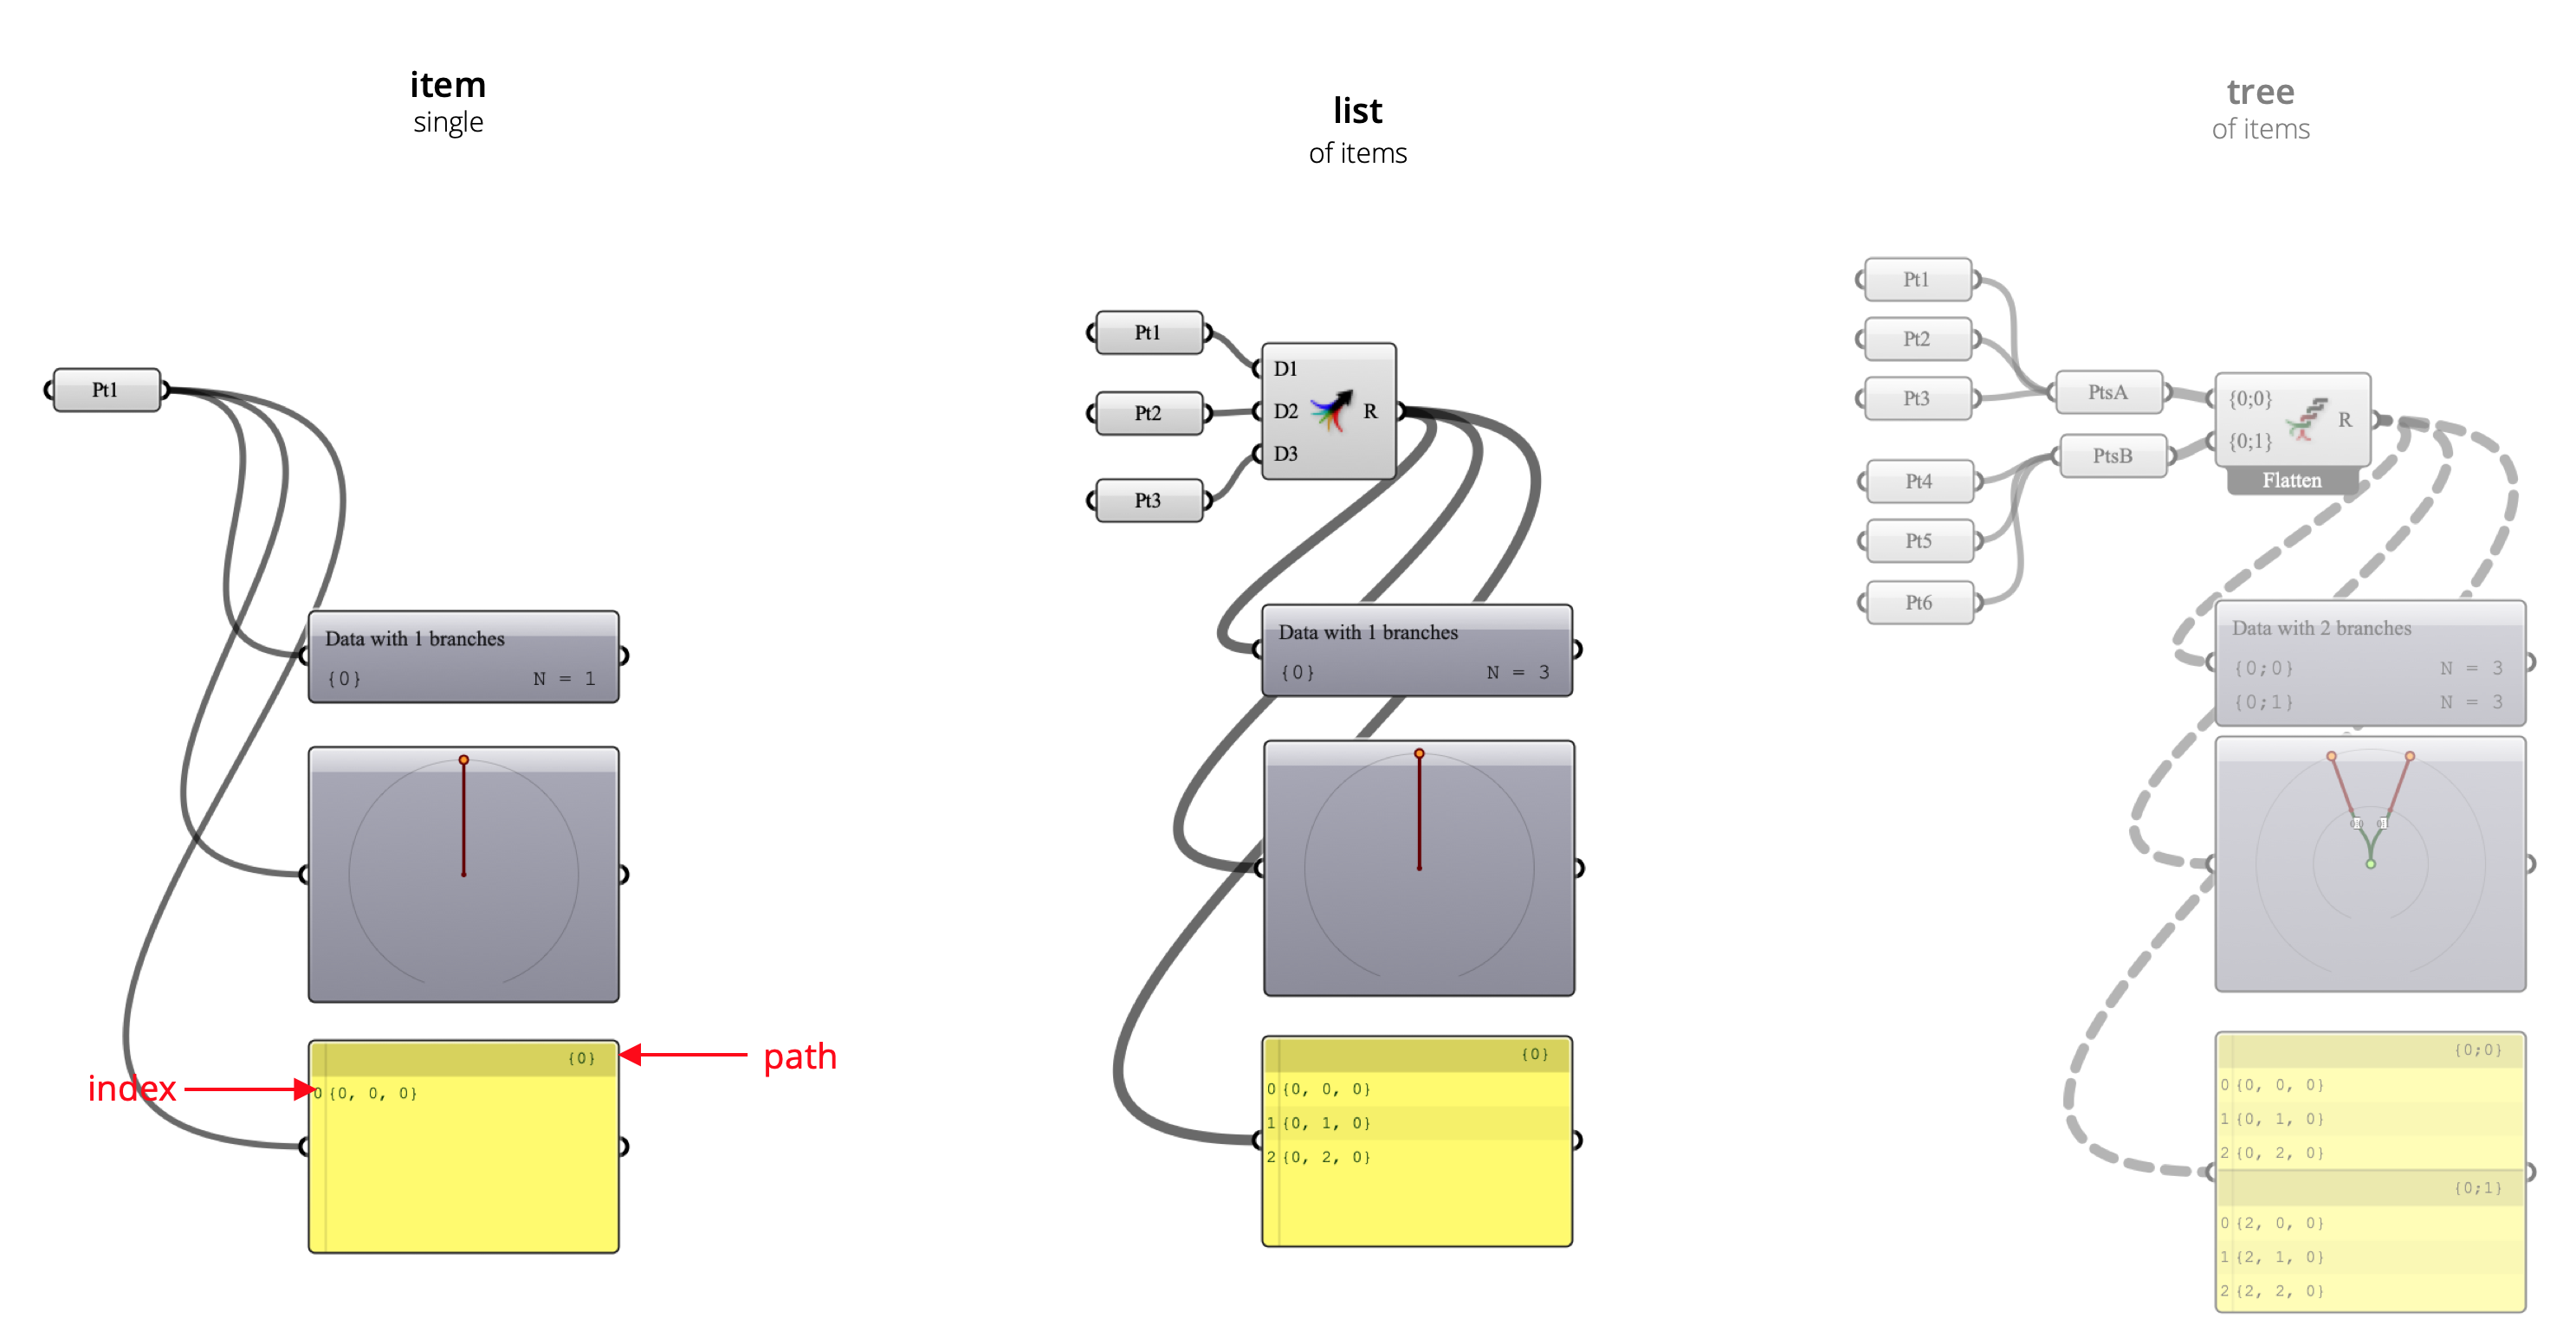 item
single
Pt1
Data with 1 branches
{0} N = 1
{0}
path
index
0 {0, 0, 0}
list
of items
Pt1
Pt2
Pt3
D1
D2
D3
R
Data with 1 branches
{0} N = 3
{0}
0 {0, 0, 0}
1 {0, 1, 0}
2 {0, 2, 0}
tree
of items
Pt1
Pt2
Pt3
Pt4
Pt5
Pt6
PtsA
PtsB
{0;0}
{0;1}
R
Flatten
Data with 2 branches
{0;0} N = 3
{0;1} N = 3
{0;0}
0 {0, 0, 0}
1 {0, 1, 0}
2 {0, 2, 0}
{0;1}
0 {2, 0, 0}
1 {2, 1, 0}
2 {2, 2, 0}